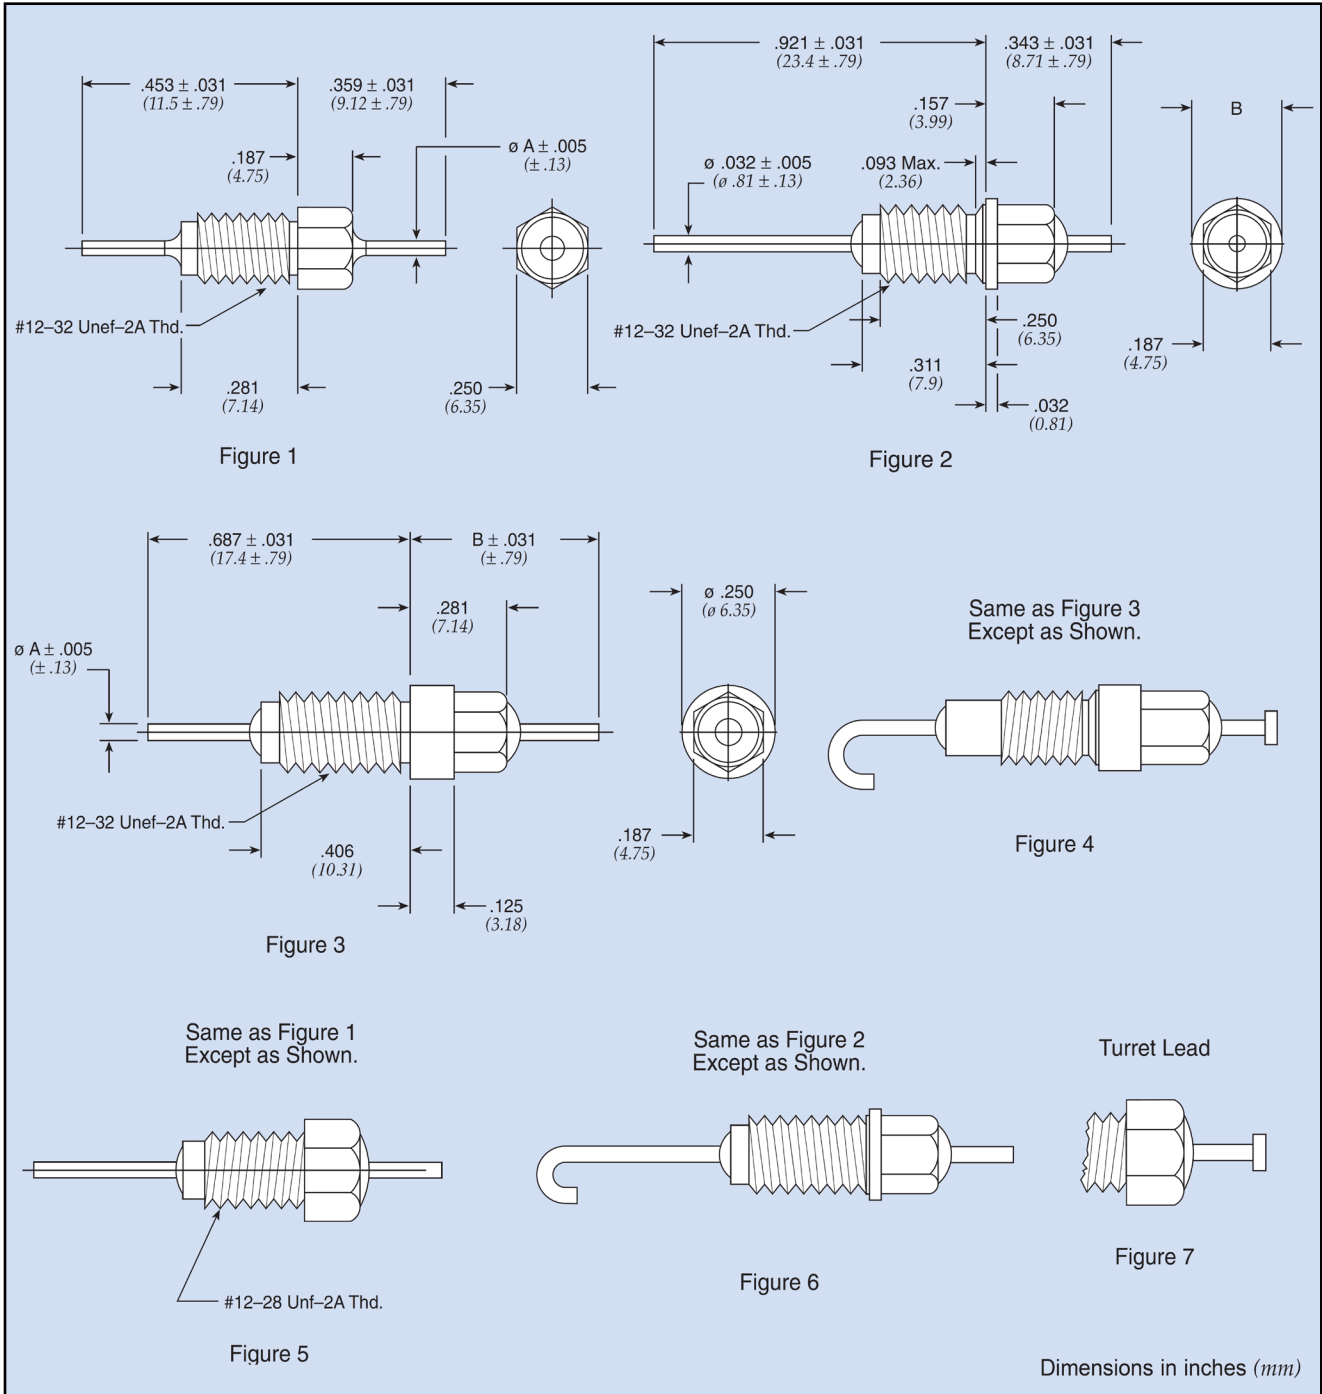 .453 ± .031
(11.5 ± .79)
.359 ± .031
(9.12 ± .79)
.187
(4.75)
ø A ± .005
(± .13)
#12–32 Unef–2A Thd.
.281
(7.14)
.250
(6.35)
Figure 1
.921 ± .031
(23.4 ± .79)
.343 ± .031
(8.71 ± .79)
.157
(3.99)
B
ø .032 ± .005
(ø .81 ± .13)
.093 Max.
(2.36)
#12–32 Unef–2A Thd.
.250
(6.35)
.311
(7.9)
.187
(4.75)
.032
(0.81)
Figure 2
.687 ± .031
(17.4 ± .79)
B ± .031
(± .79)
.281
(7.14)
ø A ± .005
(± .13)
ø .250
(ø 6.35)
#12–32 Unef–2A Thd.
.406
(10.31)
.187
(4.75)
.125
(3.18)
Figure 3
Same as Figure 3
Except as Shown.
Figure 4
Same as Figure 1
Except as Shown.
#12–28 Unf–2A Thd.
Figure 5
Same as Figure 2
Except as Shown.
Figure 6
Turret Lead
Figure 7
Dimensions in inches (mm)